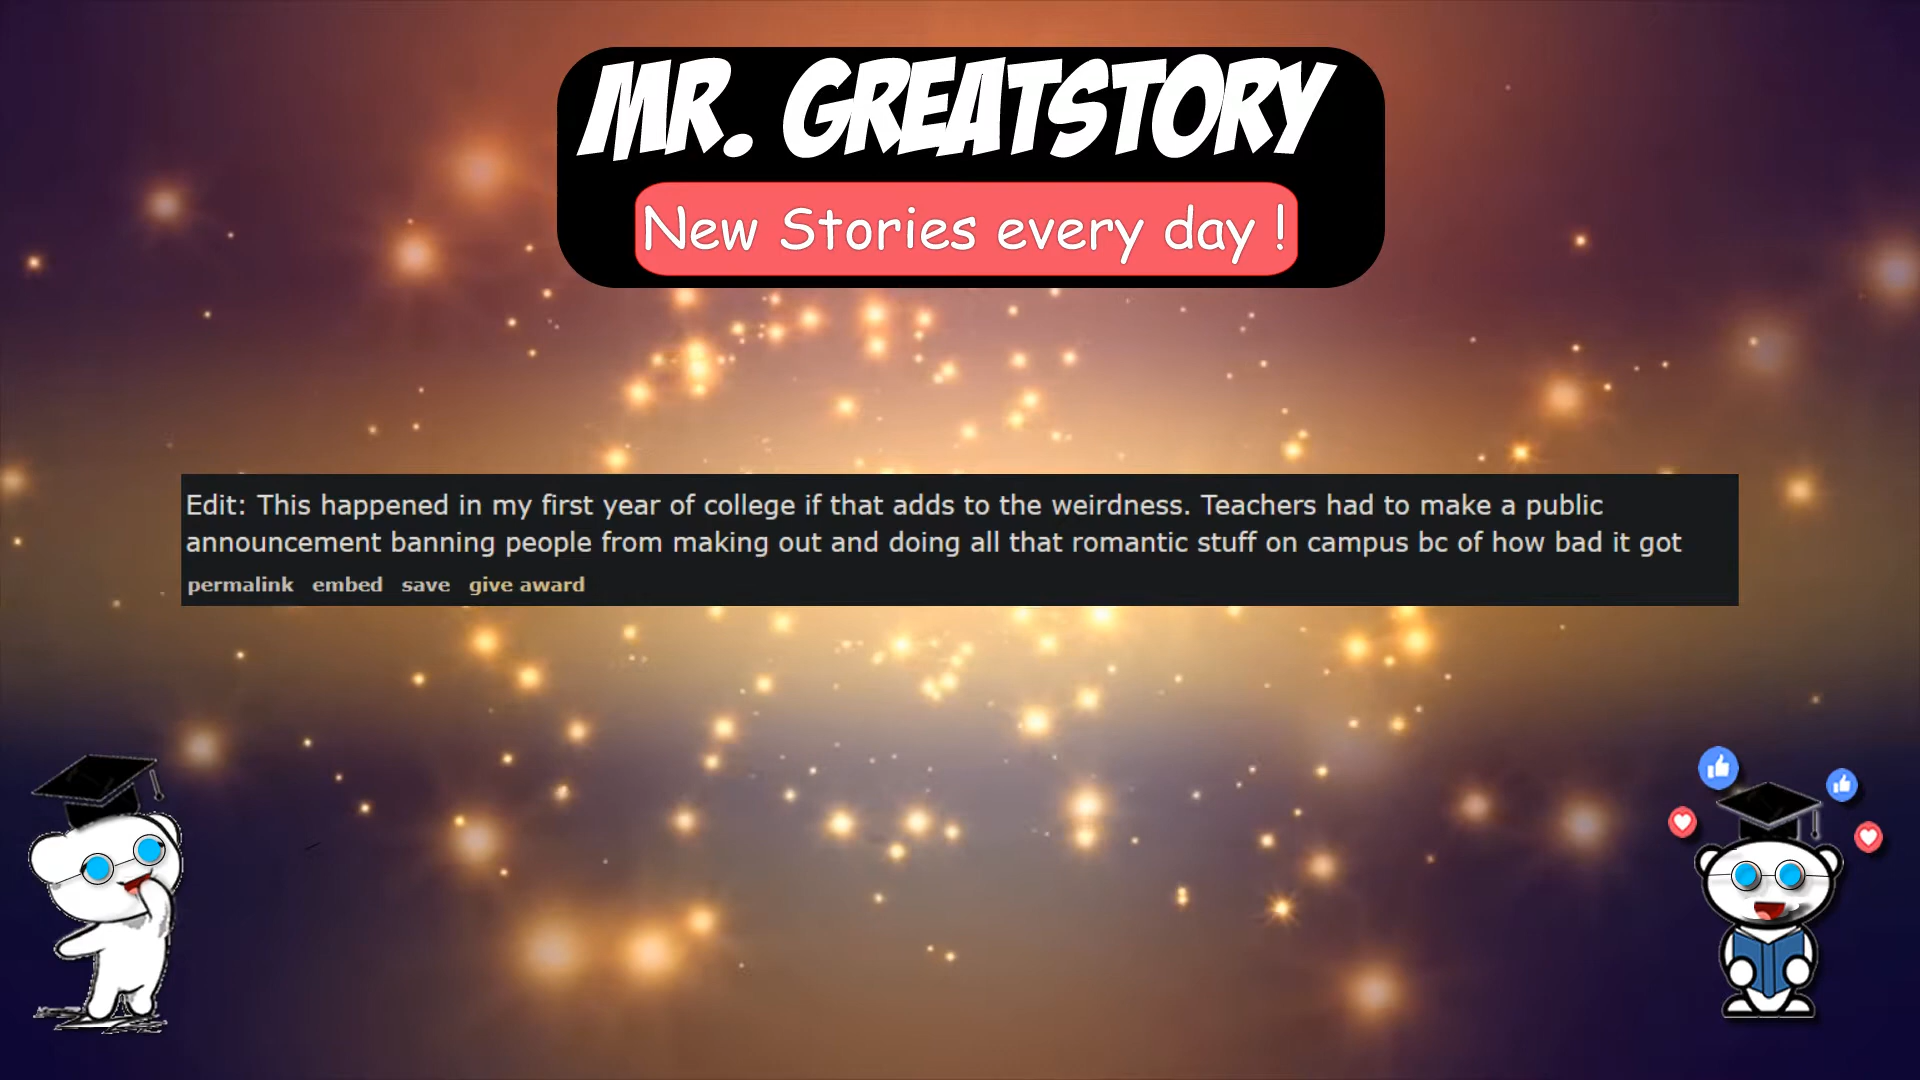 MR. GREATSTORY
New Stories every day !
Edit: This happened in my first year of college if that adds to the weirdness. Teachers had to make a public
announcement banning people from making out and doing all that romantic stuff on campus bc of how bad it got
permalink embed save give award